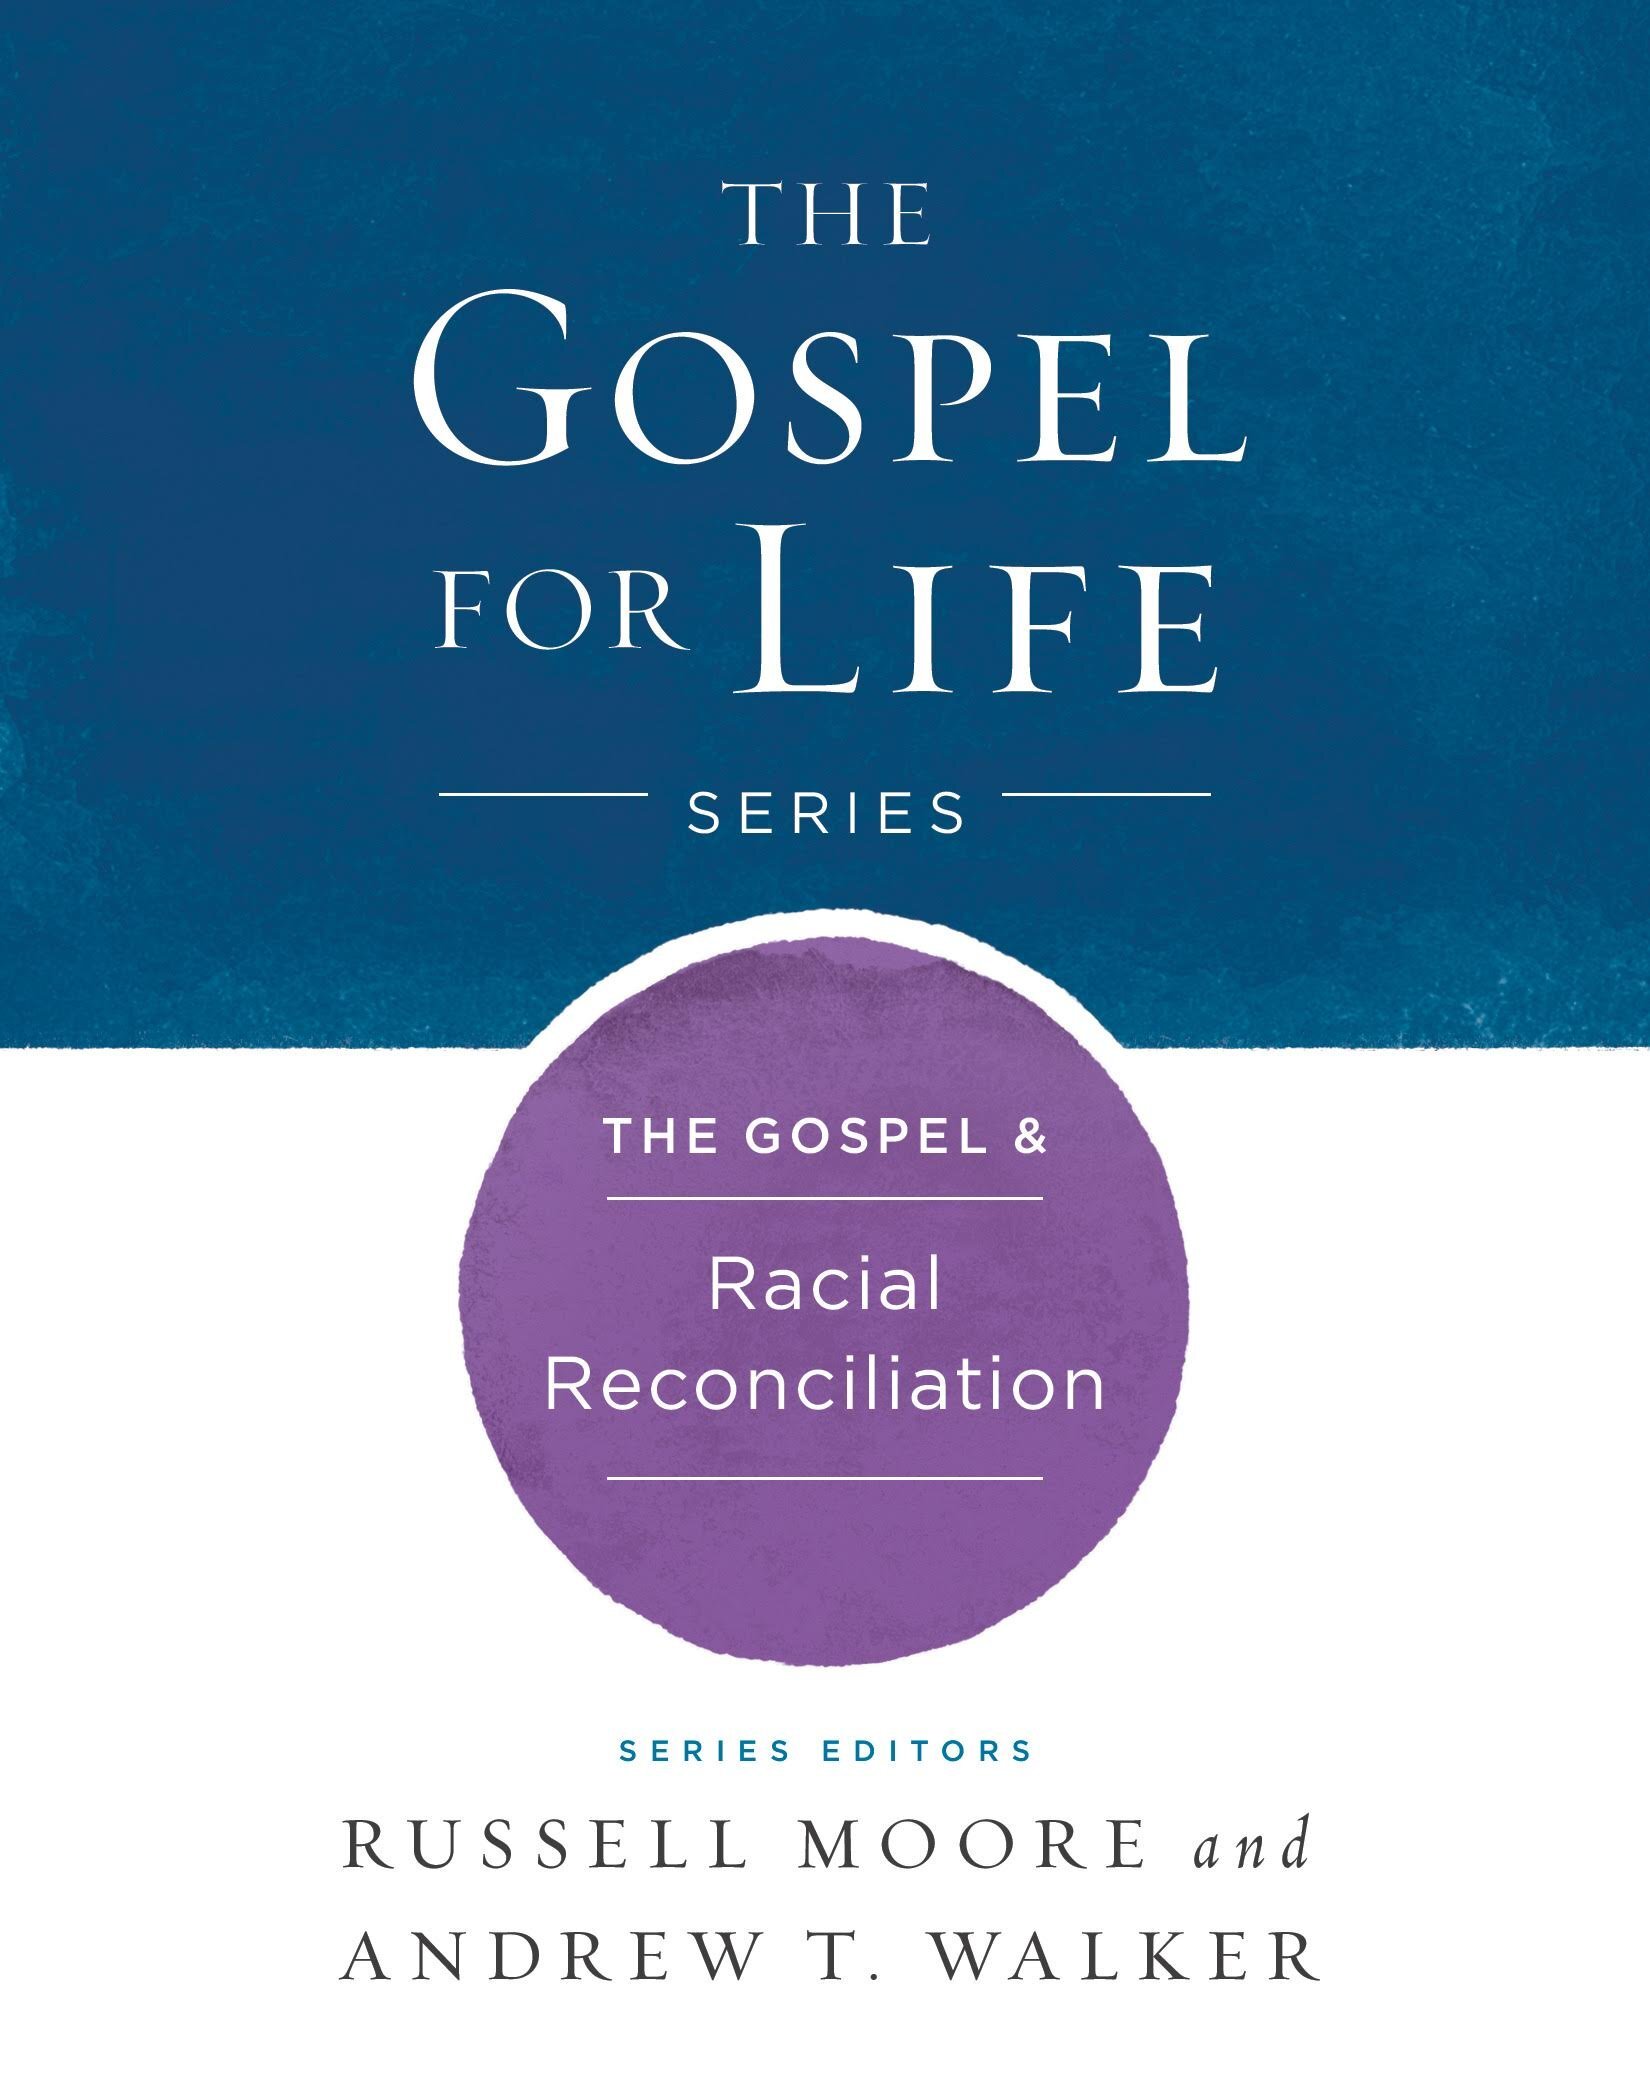 THE
GOSPEL
FOR LIFE
SERIES
THE GOSPEL &
Racial
Reconciliation
SERIES EDITORS
RUSSELL MOORE and
ANDREW T. WALKER